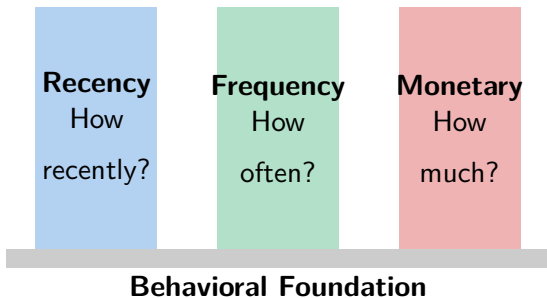 Recency
How
recently?
Frequency
How
often?
Monetary
How
much?
Behavioral Foundation